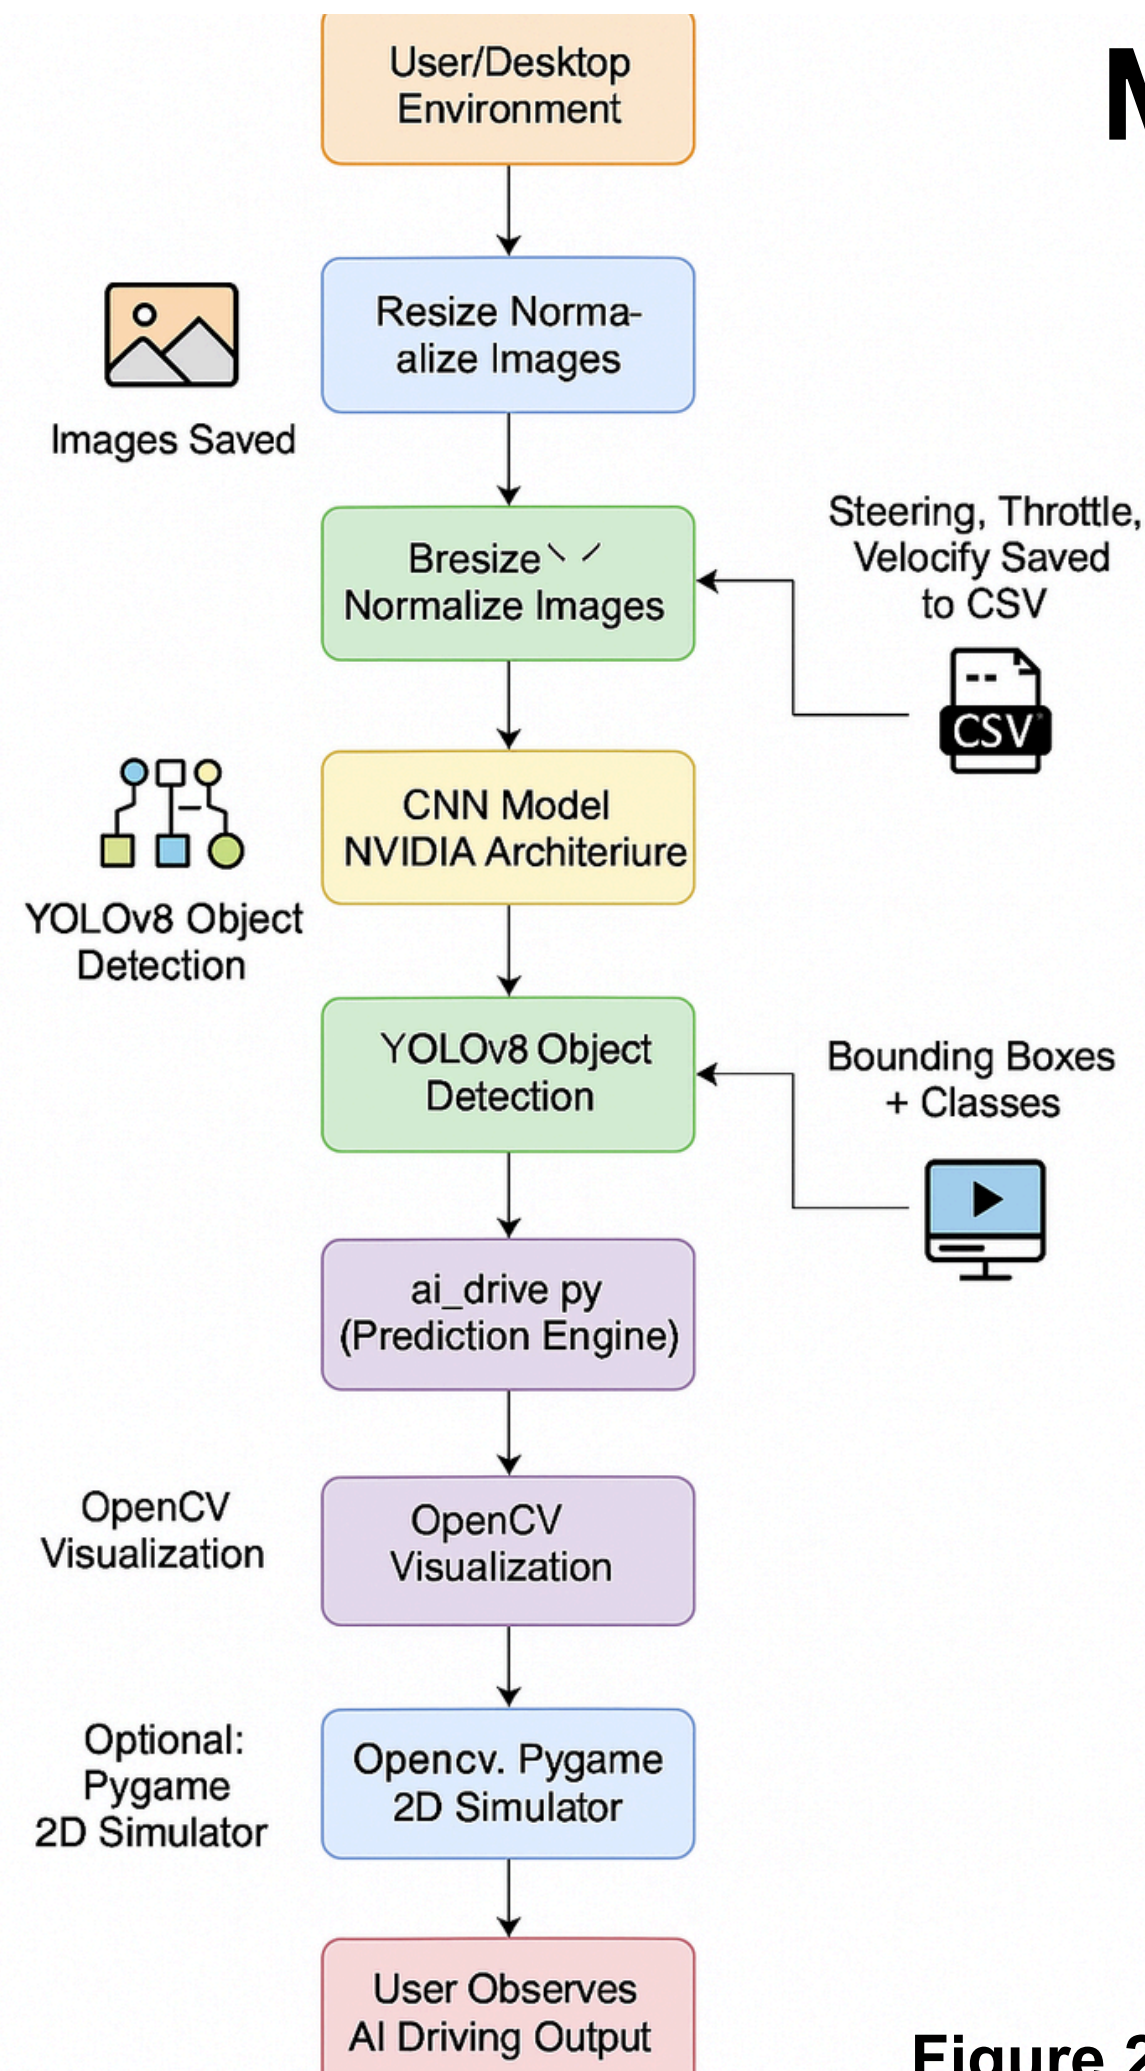 User/Desktop
Environment
Resize Norma-
alize Images
Images Saved
Bresize
Normalize Images
Steering, Throttle,
Velocify Saved
to CSV
CSV
CNN Model
NVIDIA Architeriure
YOLOv8 Object
Detection
YOLOv8 Object
Detection
Bounding Boxes
+ Classes
ai_drive py
(Prediction Engine)
OpenCV
Visualization
OpenCV
Visualization
Optional:
Pygame
2D Simulator
Opencv. Pygame
2D Simulator
User Observes
AI Driving Output
Figure 2